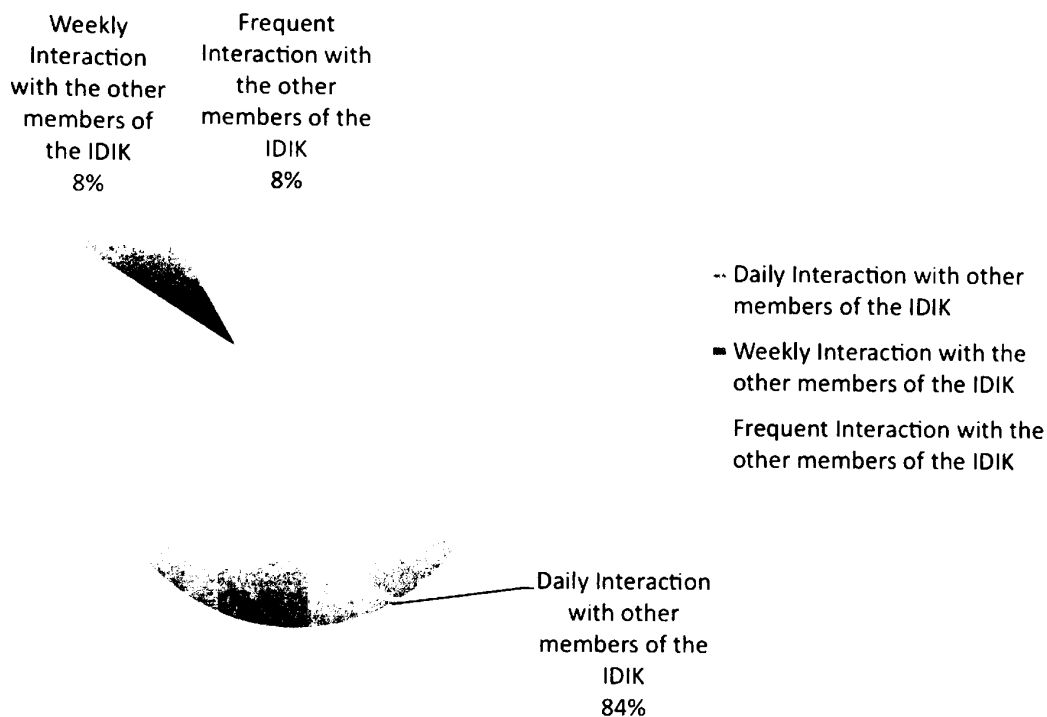 Weekly
Interaction
with the other
members of
the IDIK
8%
Frequent
Interaction with
the other
members of the
IDIK
8%
Daily Interaction with other
members of the IDIK
Weekly Interaction with the
other members of the IDIK
Frequent Interaction with the
other members of the IDIK
Daily Interaction
with other
members of the
IDIK
84%